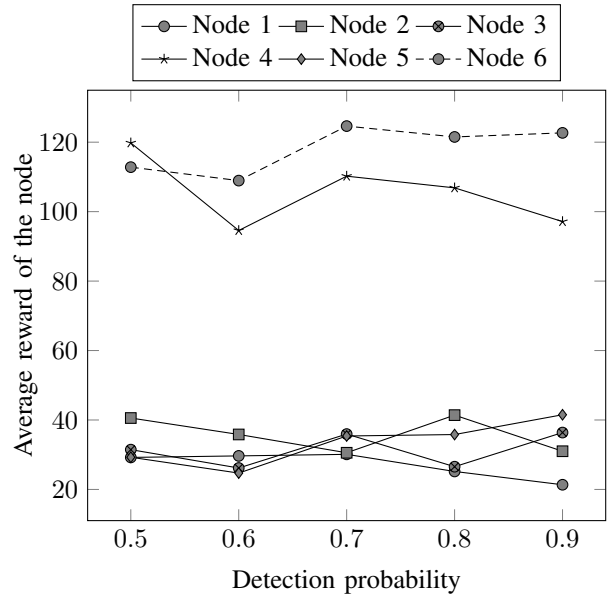 Node 1 Node 2 Node 3
Node 4 Node 5 Node 6
120
100
80
60
40
20
0.5 0.6 0.7 0.8 0.9
Average reward of the node
Detection probability